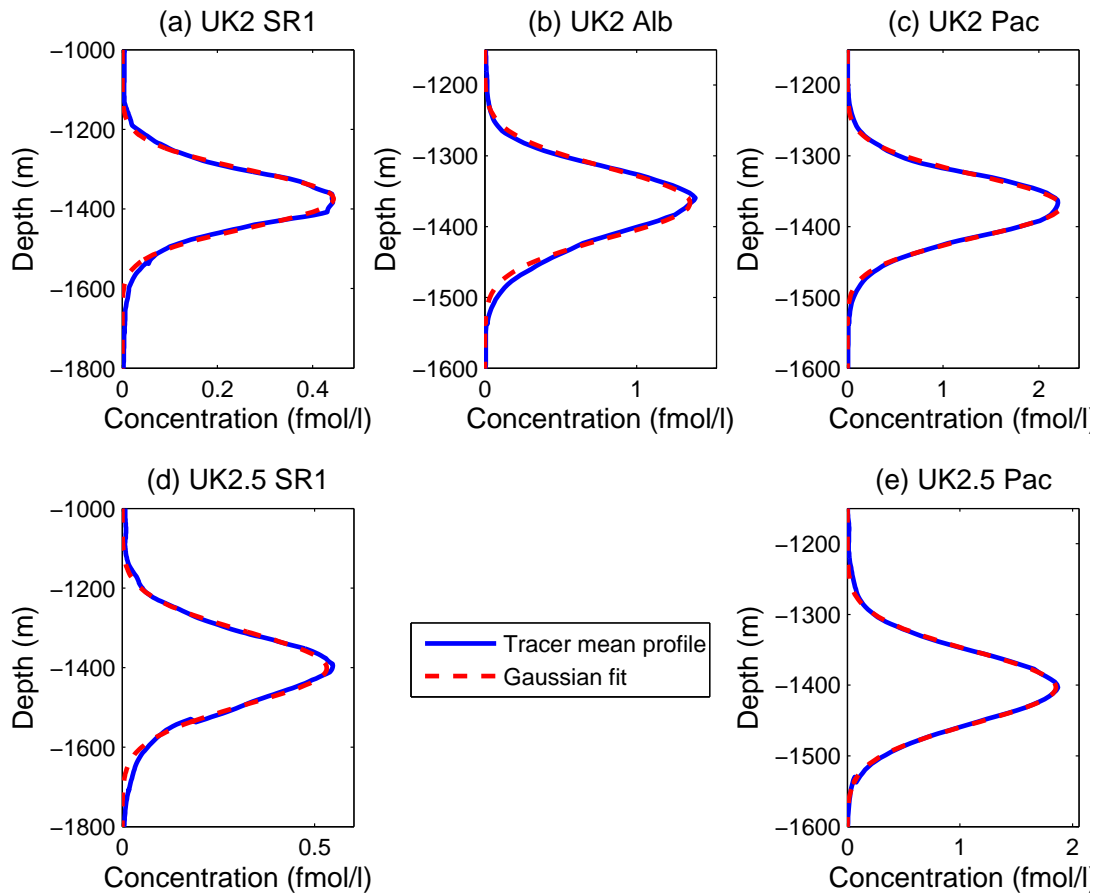 (a) UK2 SR1
(b) UK2 Alb
(c) UK2 Pac
Depth (m)
−1000
−1200
−1400
−1600
−1800
0
0.2
0.4
Concentration (fmol/l)
Depth (m)
−1200
−1300
−1400
−1500
−1600
0
1
Concentration (fmol/l)
Depth (m)
−1200
−1300
−1400
−1500
−1600
0
1
2
Concentration (fmol/l)
(d) UK2.5 SR1
(e) UK2.5 Pac
Depth (m)
−1000
−1200
−1400
−1600
−1800
0
0.5
Concentration (fmol/l)
Tracer mean profile
Gaussian fit
Depth (m)
−1200
−1300
−1400
−1500
−1600
0
1
2
Concentration (fmol/l)